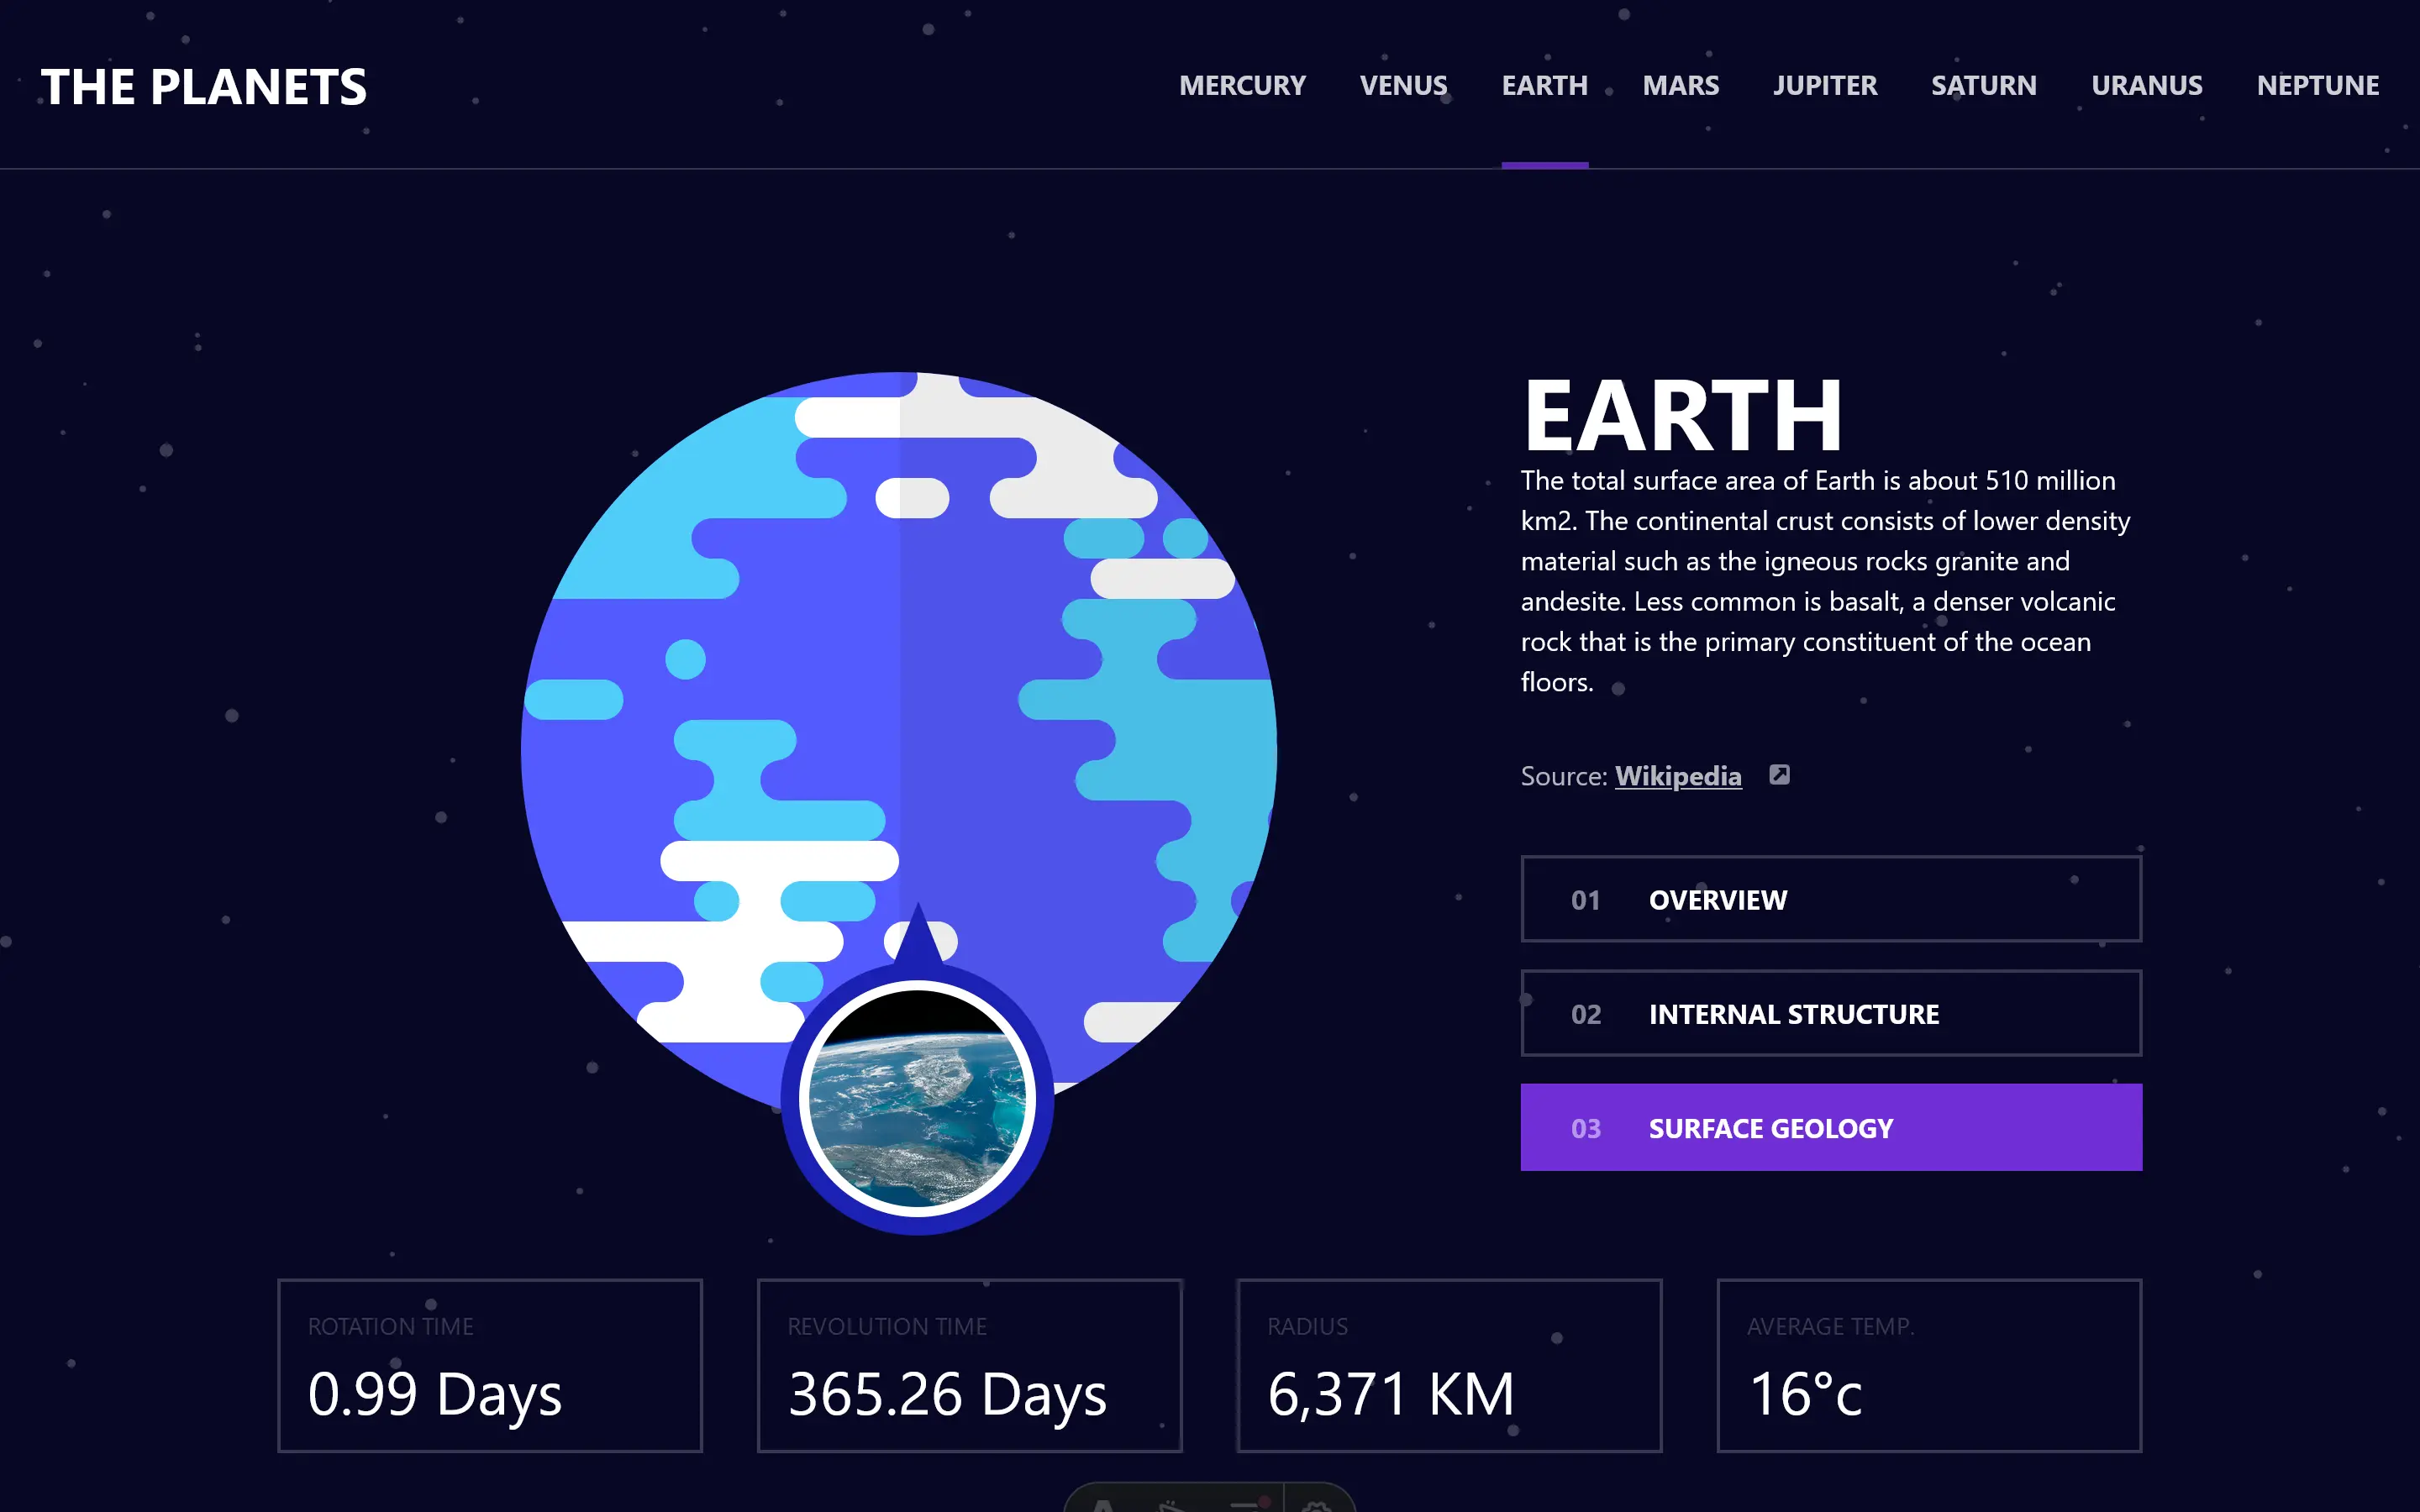 THE PLANETS
MERCURY VENUS EARTH MARS JUPITER SATURN URANUS NEPTUNE
EARTH
The total surface area of Earth is about 510 million
km2. The continental crust consists of lower density
material such as the igneous rocks granite and
andesite. Less common is basalt, a denser volcanic
rock that is the primary constituent of the ocean
floors.
Source: Wikipedia
01 OVERVIEW
02 INTERNAL STRUCTURE
03 SURFACE GEOLOGY
ROTATION TIME
0.99 Days
REVOLUTION TIME
365.26 Days
RADIUS
6,371 KM
AVERAGE TEMP.
16°c